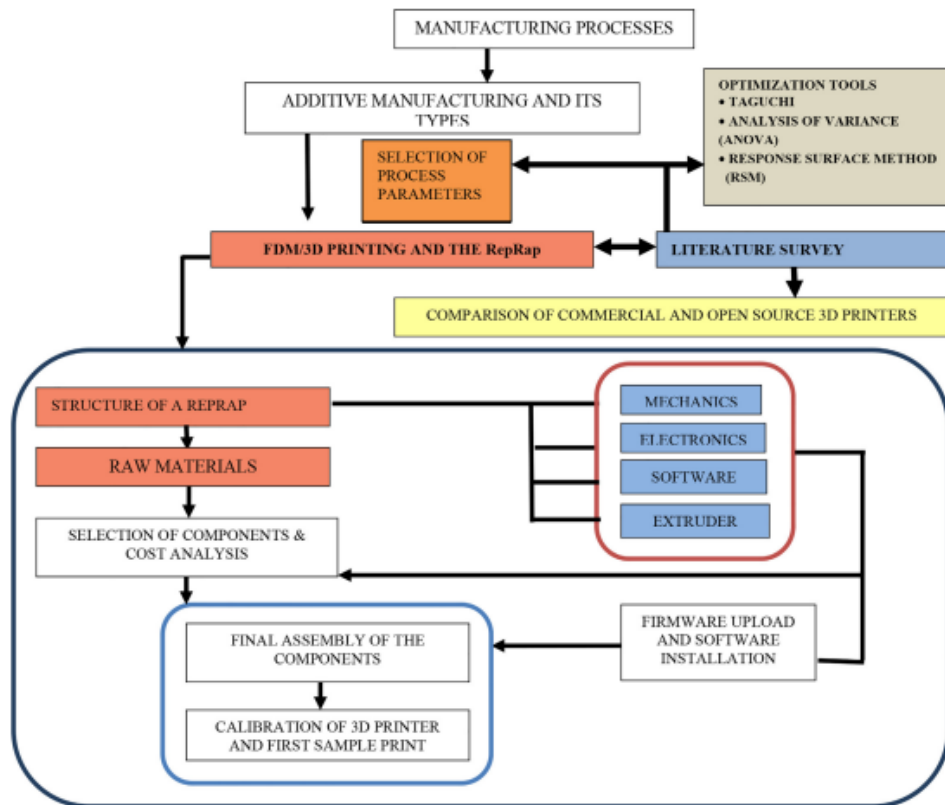 MANUFACTURING PROCESSES
ADDITIVE MANUFACTURING AND ITS
TYPES
OPTIMIZATION TOOLS
• TAGUCHI
• ANALYSIS OF VARIANCE
(ANOVA)
• RESPONSE SURFACE METHOD
(RSM)
SELECTION OF
PROCESS
PARAMETERS
FDM/3D PRINTING AND THE RepRap
LITERATURE SURVEY
COMPARISON OF COMMERCIAL AND OPEN SOURCE 3D PRINTERS
STRUCTURE OF A REPRAP
RAW MATERIALS
SELECTION OF COMPONENTS &
COST ANALYSIS
MECHANICS
ELECTRONICS
SOFTWARE
EXTRUDER
FINAL ASSEMBLY OF THE
COMPONENTS
FIRMWARE UPLOAD
AND SOFTWARE
INSTALLATION
CALIBRATION OF 3D PRINTER
AND FIRST SAMPLE PRINT